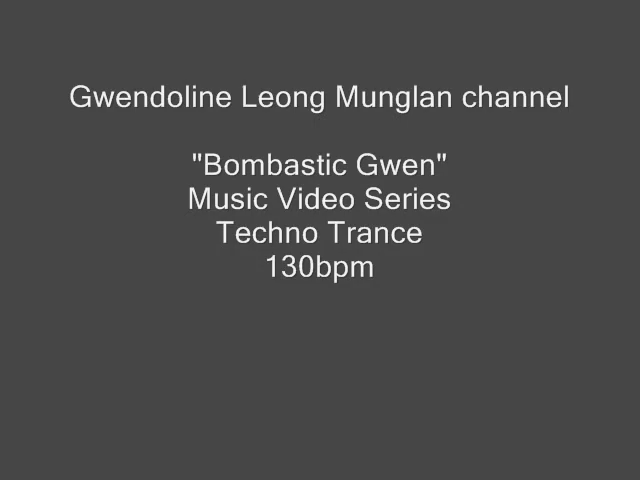 Gwendoline Leong Munglan channel
"Bombastic Gwen"
Music Video Series
Techno Trance
130bpm